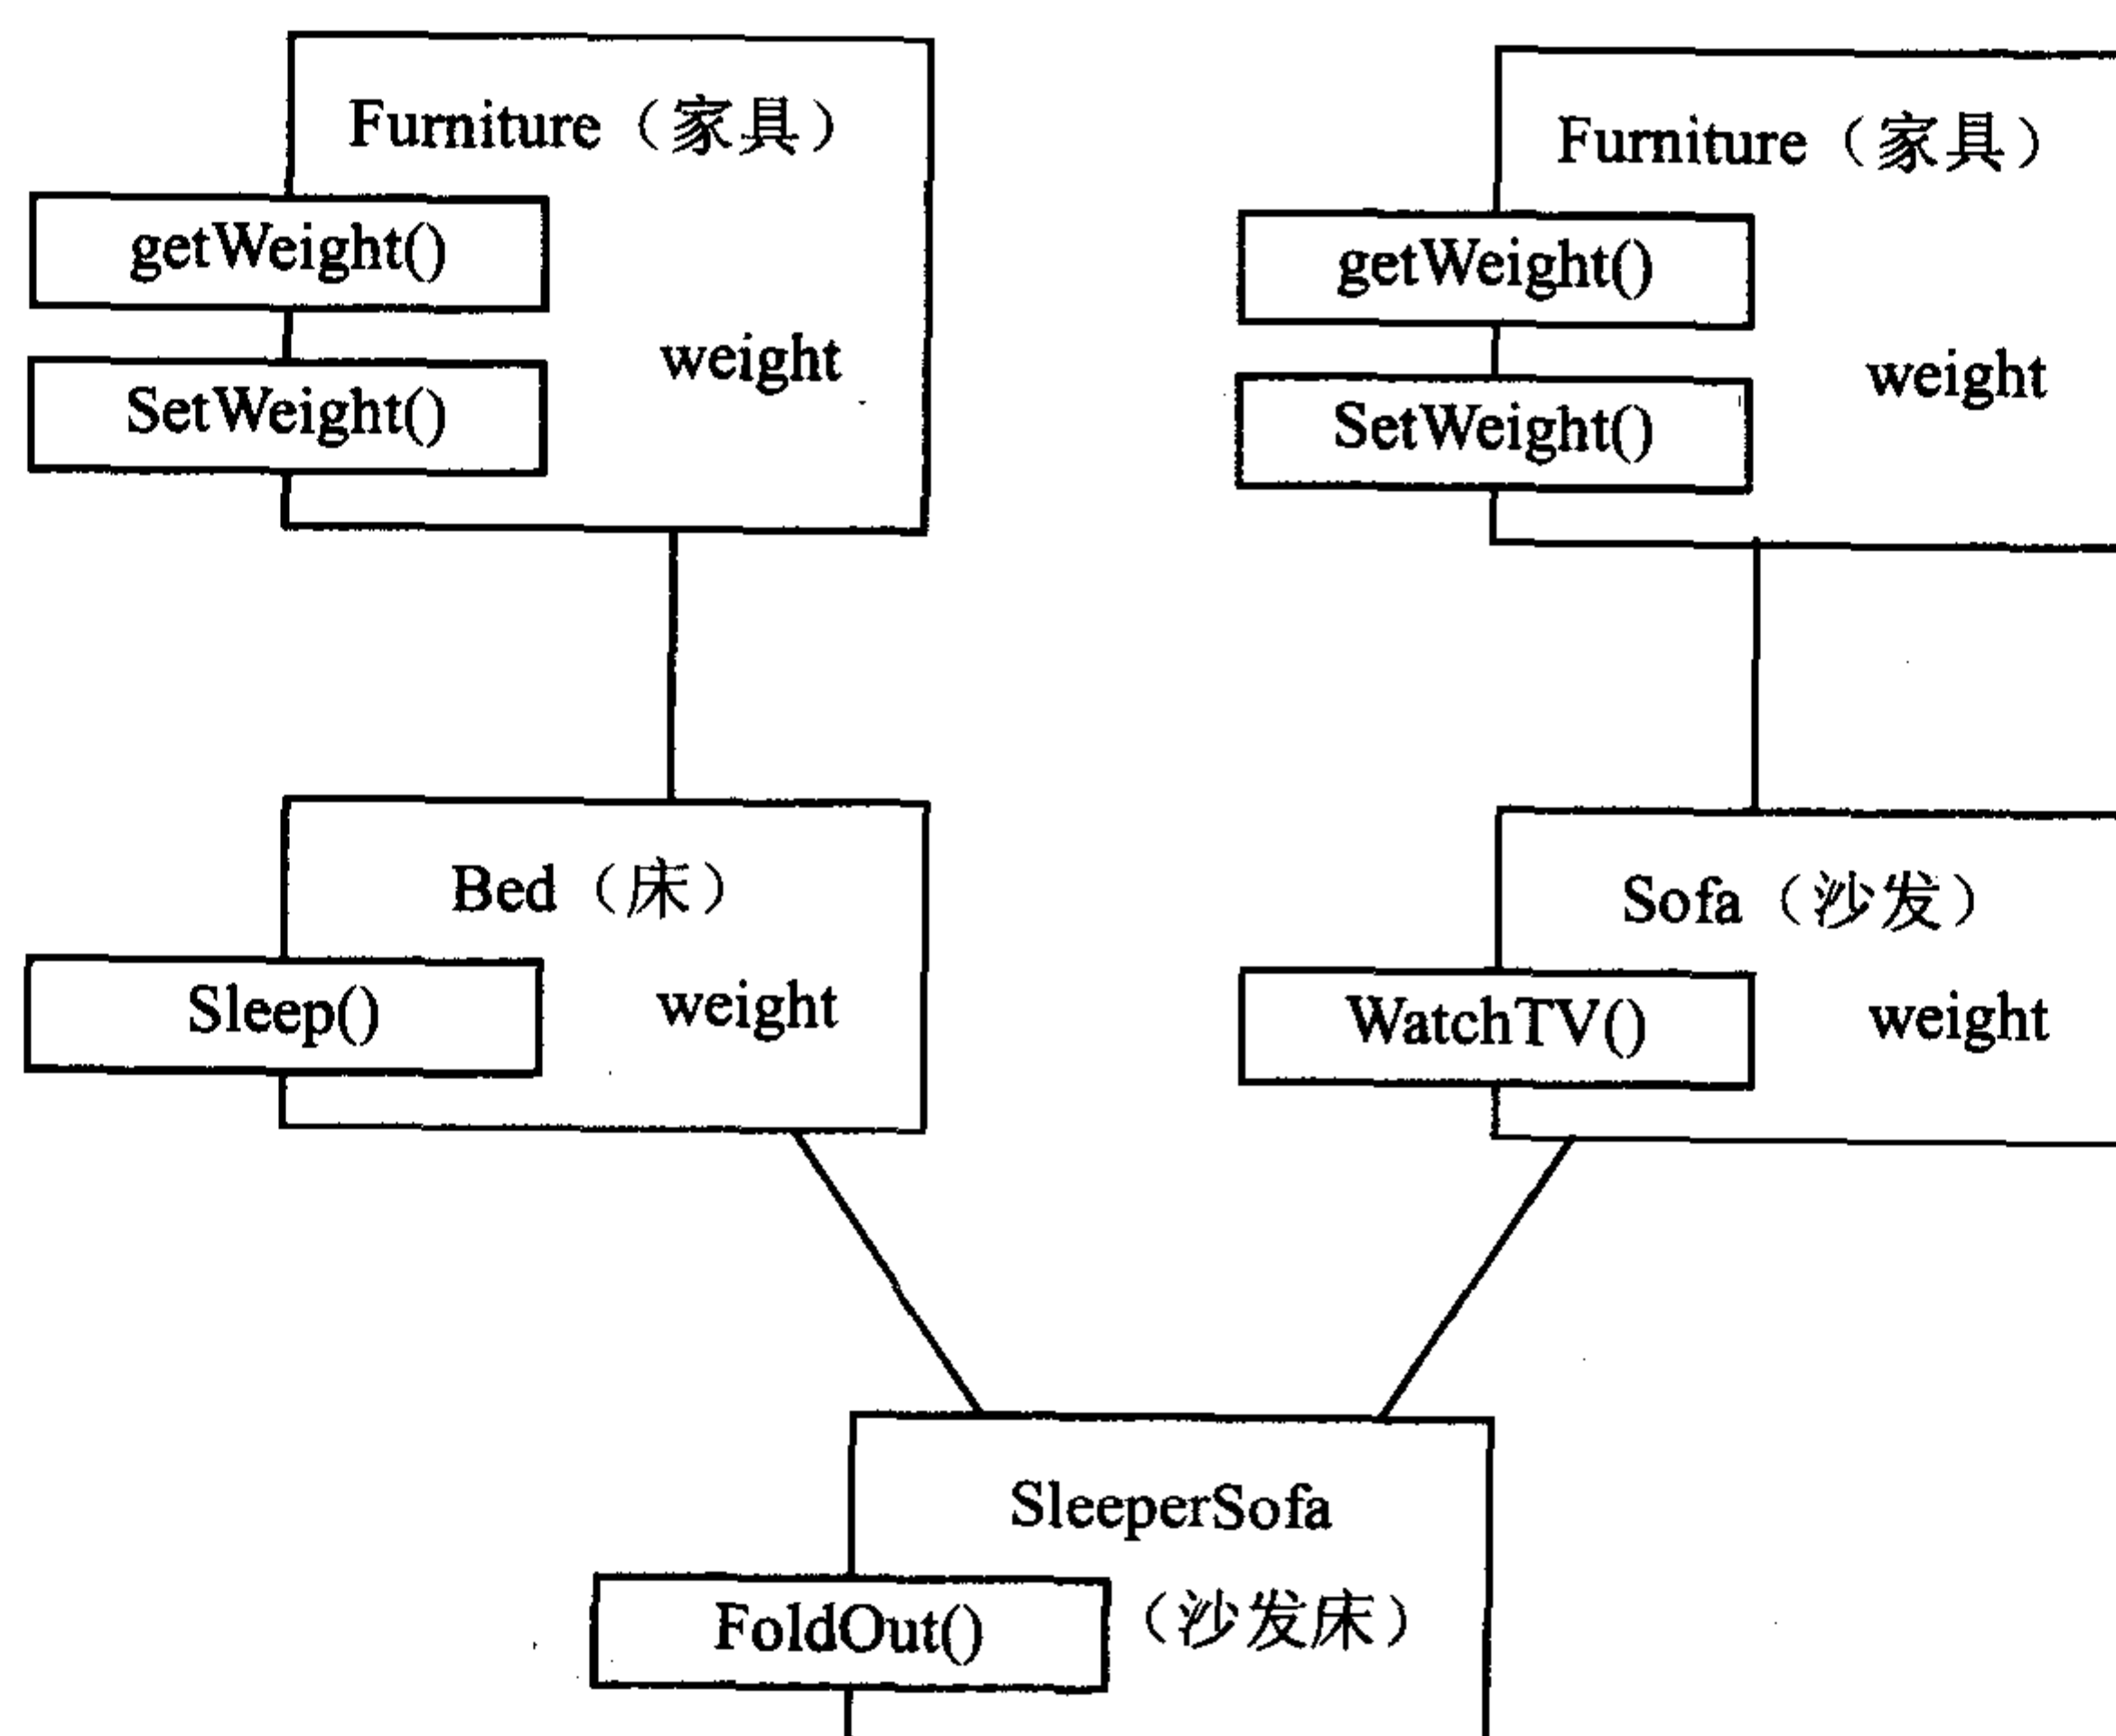 Furniture（家具）
getWeight()
SetWeight()
weight
Furniture（家具）
getWeight()
SetWeight()
weight
Bed（床）
Sleep()
weight
Sofa（沙发）
WatchTV()
weight
SleeperSofa
（沙发床）
FoldOut()